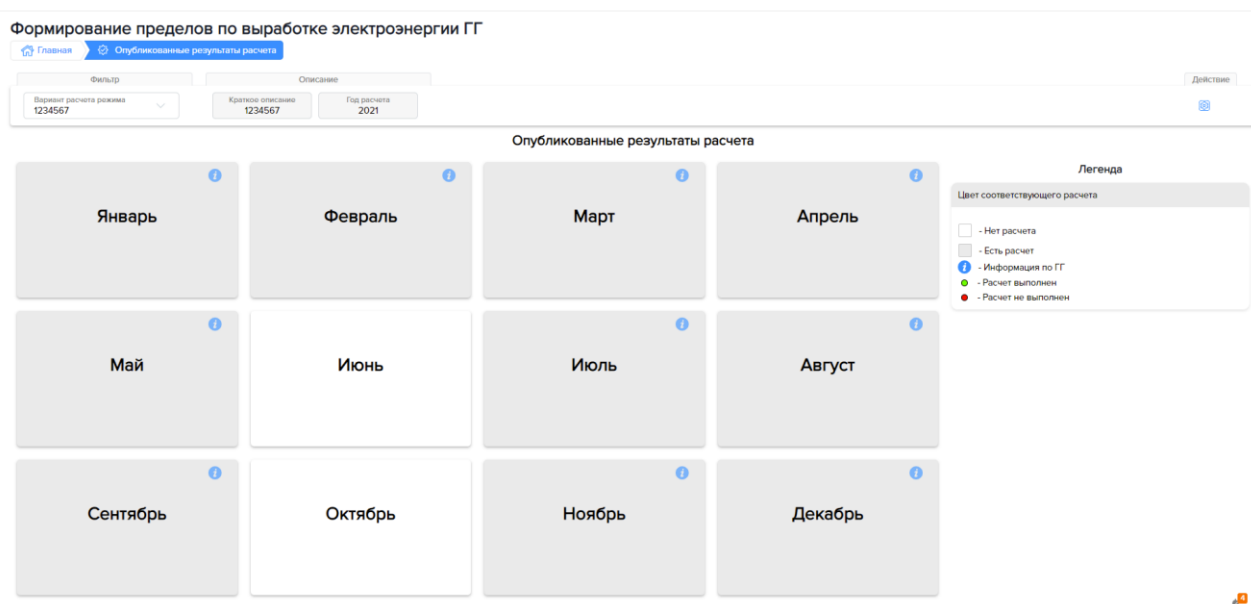 Формирование пределов по выработке электроэнергии ГГ
Главная
Опубликованные результаты расчета
Фильтр
Описание
Действие
Вариант расчета режима
1234567
Краткое описание
1234567
Год расчета
2021
Опубликованные результаты расчета
Январь
Февраль
Март
Апрель
Май
Июнь
Июль
Август
Сентябрь
Октябрь
Ноябрь
Декабрь
Легенда
Цвет соответствующего расчета
- Нет расчета
- Есть расчет
- Информация по ГГ
- Расчет выполнен
- Расчет не выполнен
4